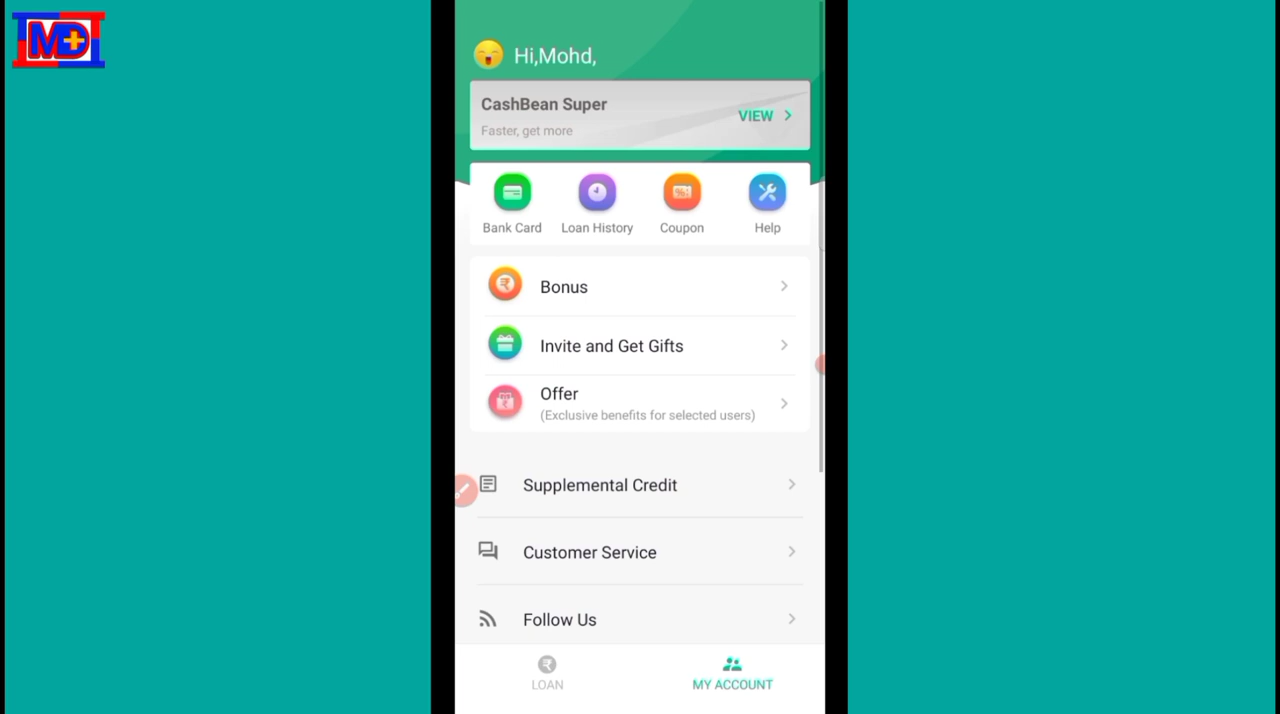 MD+
Hi,Mohd,
CashBean Super
Faster, get more
VIEW
Bank Card
Loan History
Coupon
Help
Bonus
Invite and Get Gifts
Offer
(Exclusive benefits for selected users)
Supplemental Credit
Customer Service
Follow Us
LOAN
MY ACCOUNT